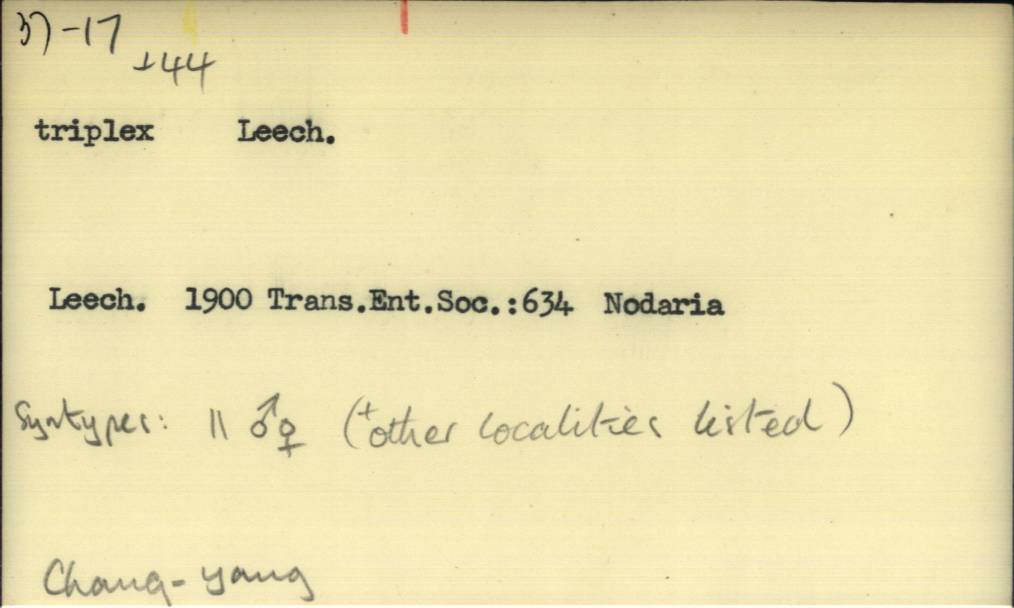 37-17
+44
triplex Leech.
Leech. 1900 Trans.Ent.Soc.:634 Nodaria
Syntypes: 11 ♂♀ (+other localities listed)
Chang-yang